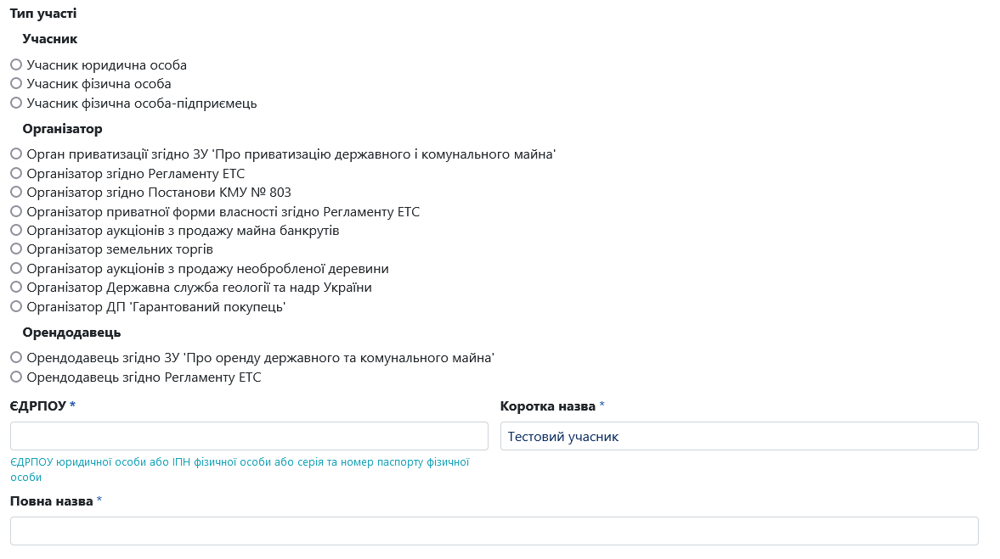 Тип участі
Учасник
Учасник юридична особа
Учасник фізична особа
Учасник фізична особа-підприємець
Організатор
Орган приватизації згідно ЗУ 'Про приватизацію державного і комунального майна'
Організатор згідно Регламенту ЕТС
Організатор згідно Постанови КМУ № 803
Організатор приватної форми власності згідно Регламенту ЕТС
Організатор аукціонів з продажу майна банкрутів
Організатор земельних торгів
Організатор аукціонів з продажу необробленої деревини
Організатор Державна служба геології та надр України
Організатор ДП 'Гарантований покупець'
Орендодавець
Орендодавець згідно ЗУ 'Про оренду державного та комунального майна'
Орендодавець згідно Регламенту ЕТС
ЄДРПОУ *
Коротка назва *
Тестовий учасник
ЄДРПОУ юридичної особи або ІПН фізичної особи або серія та номер паспорту фізичної
особи
Повна назва *